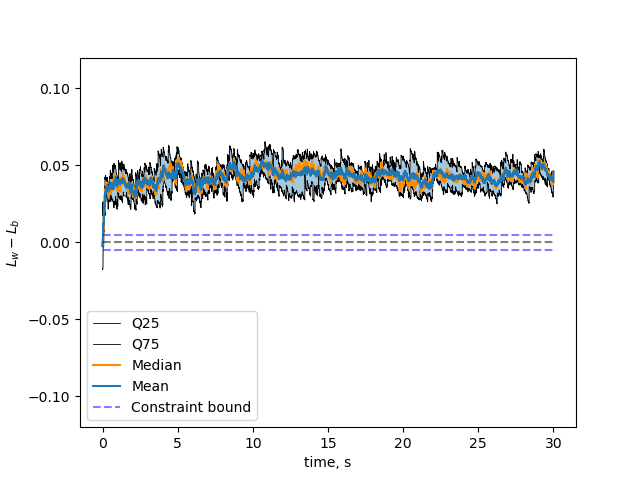 0.10
0.05
0.00
−0.05
−0.10
L_w − L_b
Q25
Q75
Median
Mean
Constraint bound
0 5 10 15 20 25 30
time, s